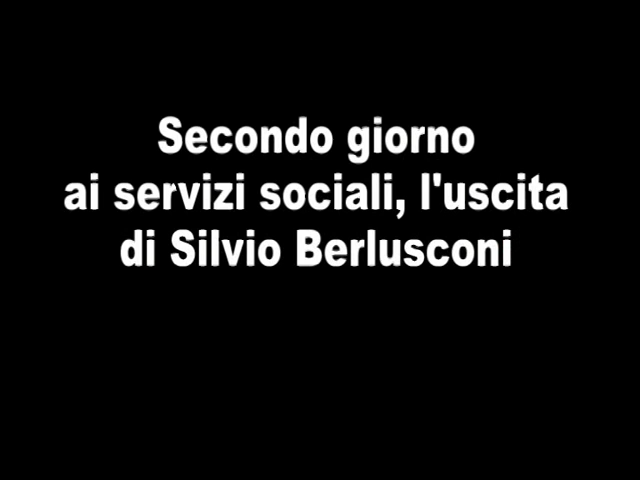 Secondo giorno
ai servizi sociali, l'uscita
di Silvio Berlusconi